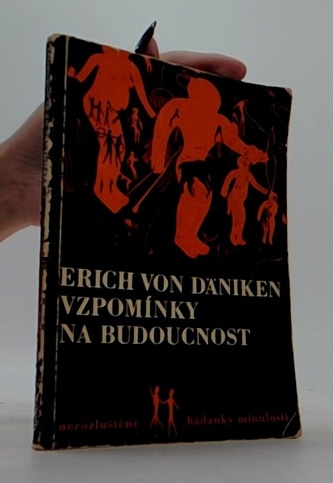 ERICH VON DÄNIKEN
VZPOMÍNKY
NA BUDOUCNOST
nerozluštěné hádanky minulosti